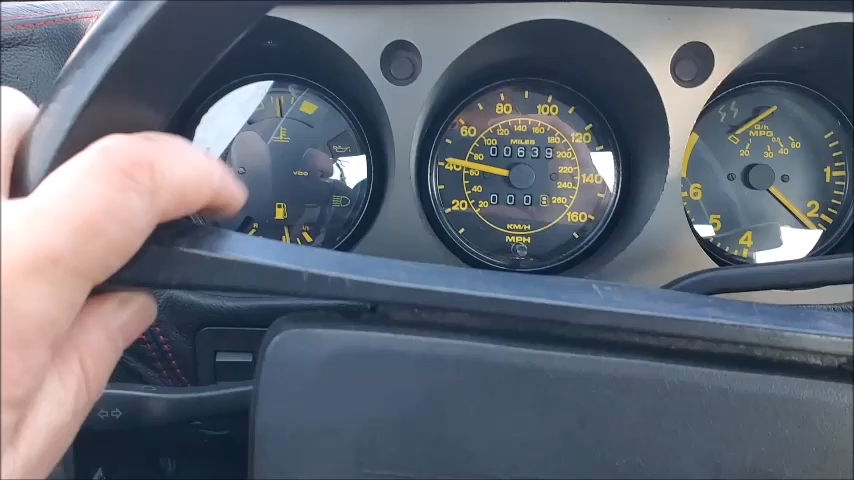 80 100
60 120
40 140
20 160
120 140 160
100 180
80 200
60 220
40 240
20 260
MILES
00639
0008
KM/H
MPH
VDO
MPG
20 30 40 60
6 5 4 2 1